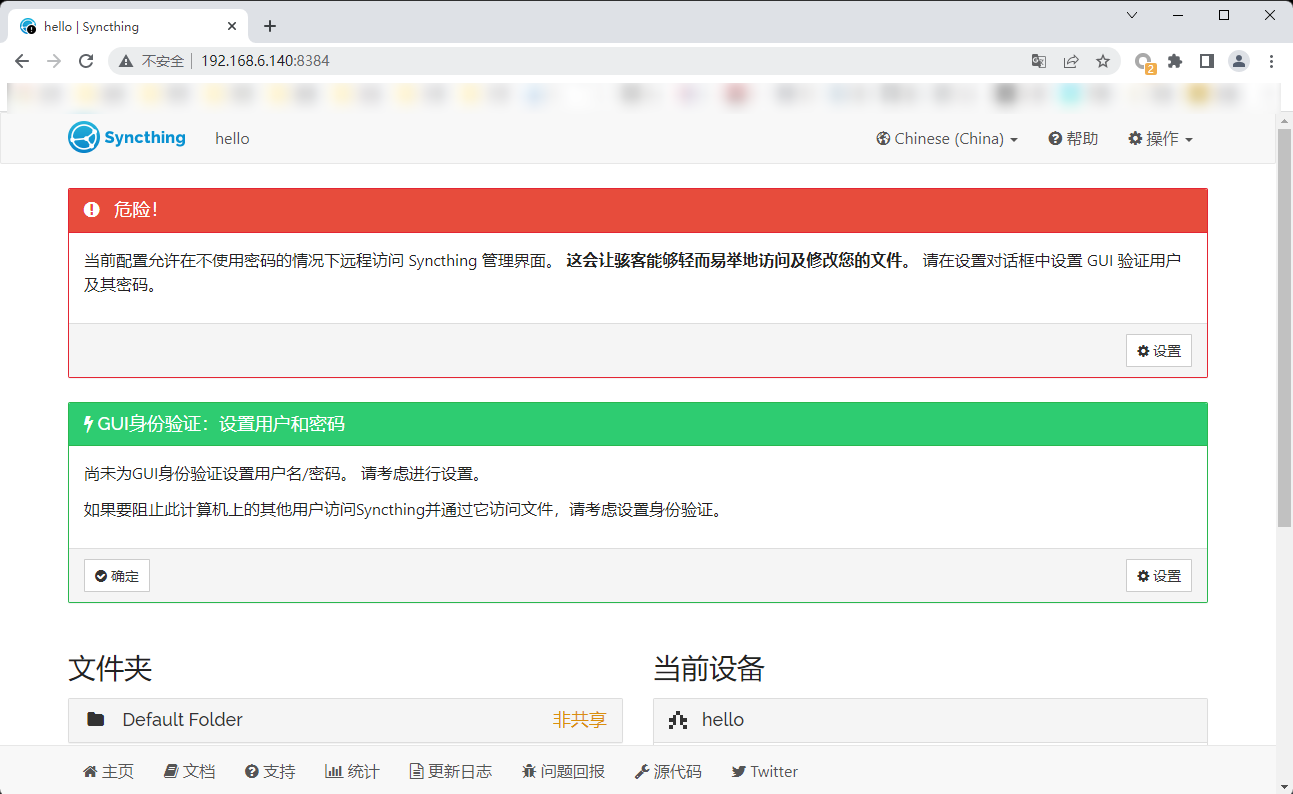 hello | Syncthing
不安全 192.168.6.140:8384
2
Syncthing hello Chinese (China) 帮助 操作
危险!
当前配置允许在不使用密码的情况下远程访问 Syncthing 管理界面。 这会让骇客能够轻而易举地访问及修改您的文件。 请在设置对话框中设置 GUI 验证用户
及其密码。
设置
GUI身份验证：设置用户和密码
尚未为GUI身份验证设置用户名/密码。 请考虑进行设置。
如果要阻止此计算机上的其他用户访问Syncthing并通过它访问文件，请考虑设置身份验证。
确定 设置
文件夹 当前设备
Default Folder 非共享 hello
主页 文档 支持 统计 更新日志 问题回报 源代码 Twitter